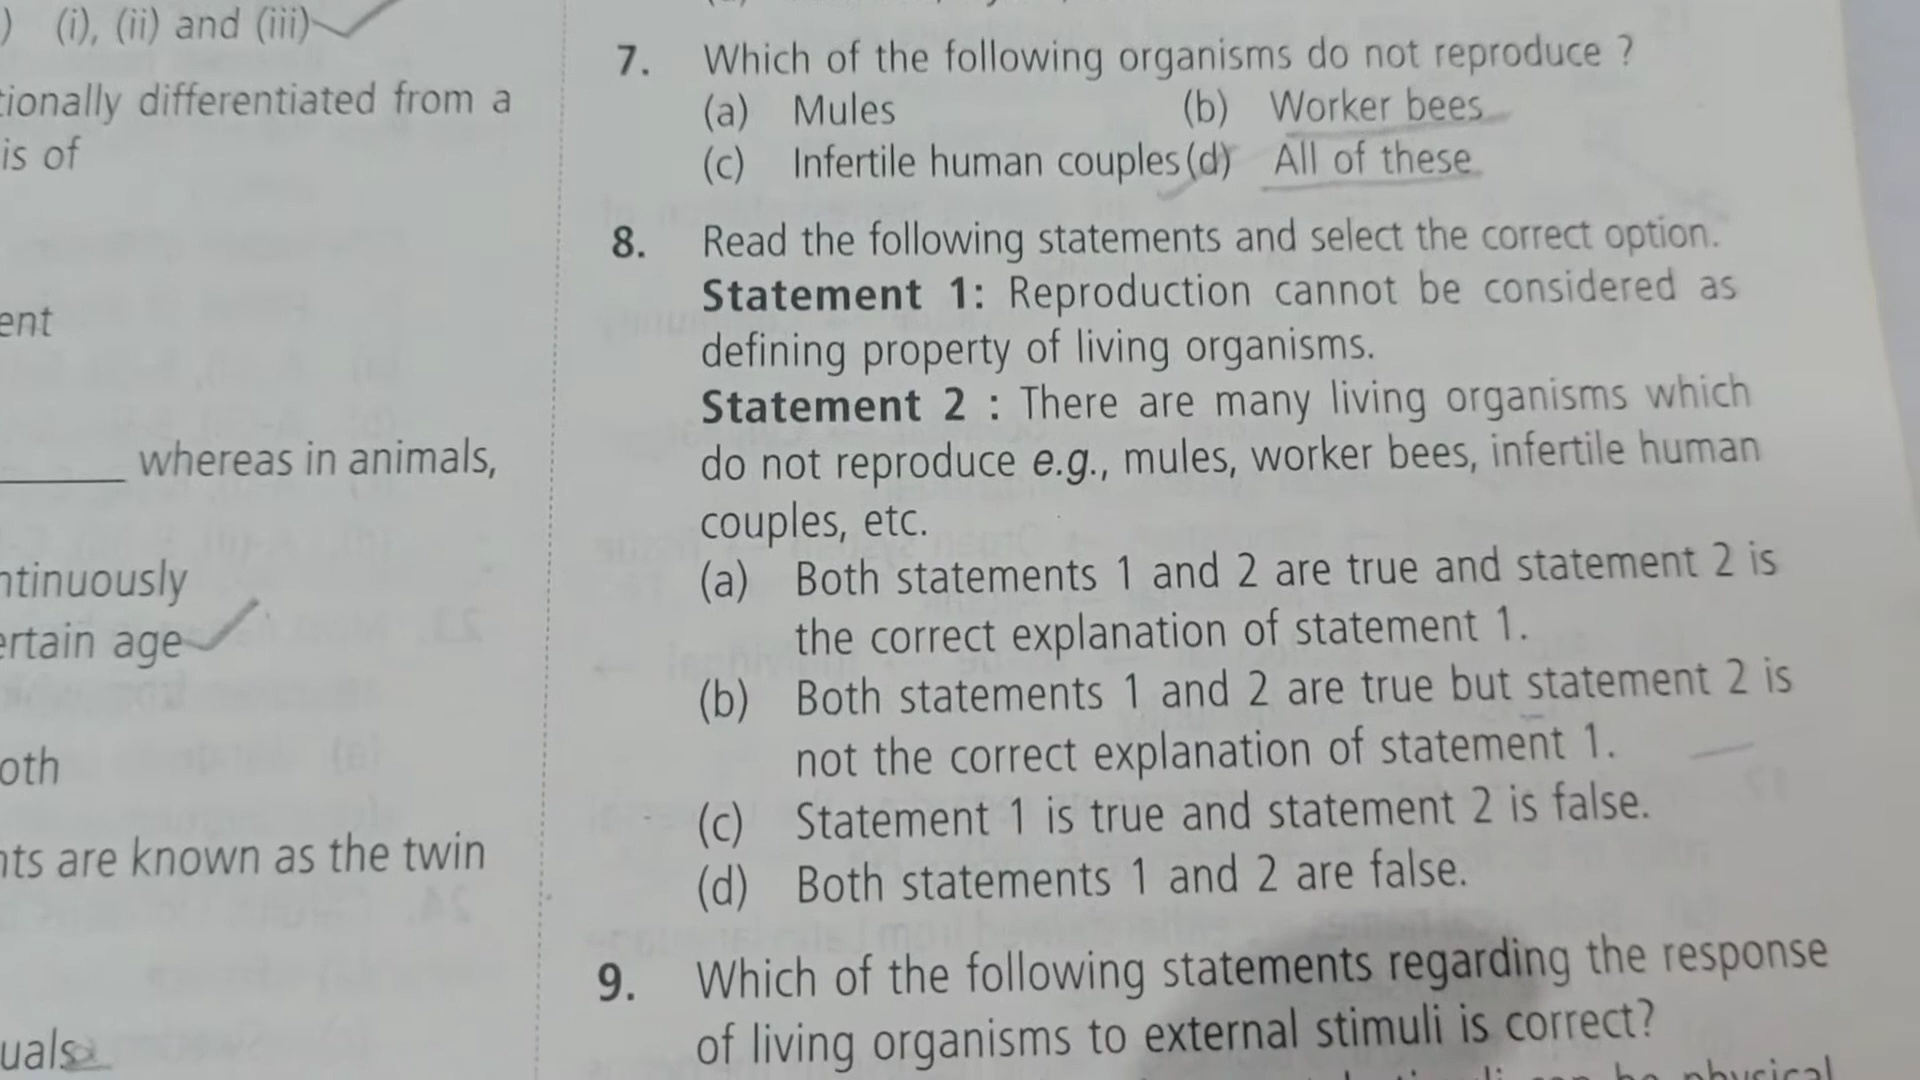 ) (i), (ii) and (iii)
tionally differentiated from a
is of
ent
______ whereas in animals,
ntinuously
ertain age
oth
nts are known as the twin
uals
7. Which of the following organisms do not reproduce ?
(a) Mules (b) Worker bees
(c) Infertile human couples (d) All of these
8. Read the following statements and select the correct option.
Statement 1: Reproduction cannot be considered as
defining property of living organisms.
Statement 2 : There are many living organisms which
do not reproduce e.g., mules, worker bees, infertile human
couples, etc.
(a) Both statements 1 and 2 are true and statement 2 is
the correct explanation of statement 1.
(b) Both statements 1 and 2 are true but statement 2 is
not the correct explanation of statement 1.
(c) Statement 1 is true and statement 2 is false.
(d) Both statements 1 and 2 are false.
9. Which of the following statements regarding the response
of living organisms to external stimuli is correct?
can be physical